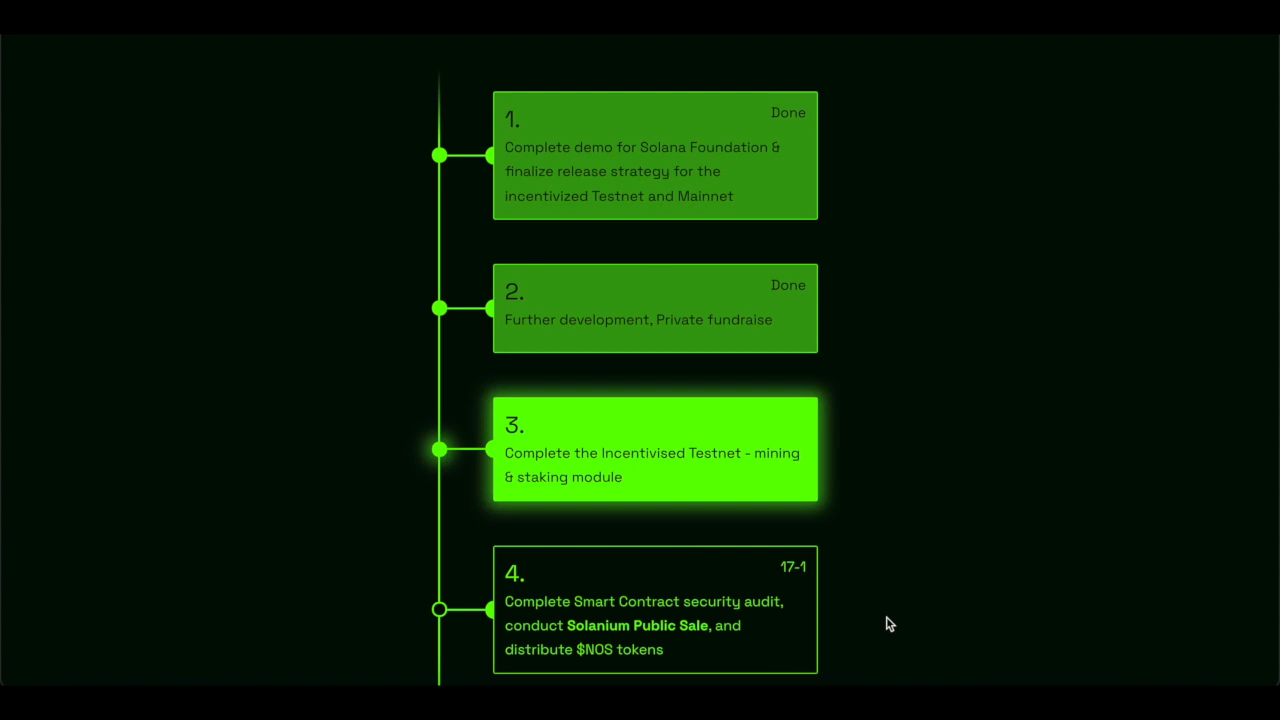 1.
Done
Complete demo for Solana Foundation &
finalize release strategy for the
incentivized Testnet and Mainnet
2.
Done
Further development, Private fundraise
3.
Complete the Incentivised Testnet - mining
& staking module
4.
17-1
Complete Smart Contract security audit,
conduct Solanium Public Sale, and
distribute $NOS tokens